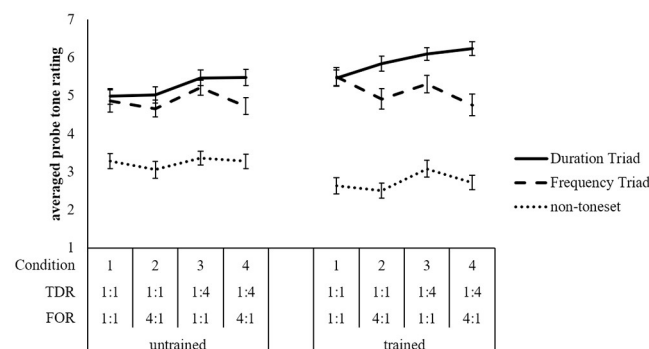 7
6
5
4
3
2
1
averaged probe tone rating
Duration Triad
Frequency Triad
non-toneset
Condition 1 2 3 4 1 2 3 4
TDR 1:1 1:1 1:4 1:4 1:1 1:1 1:4 1:4
FOR 1:1 4:1 1:1 4:1 1:1 4:1 1:1 4:1
untrained trained